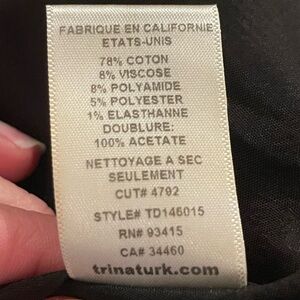 FABRIQUE EN CALIFORNIE
ETATS-UNIS
78% COTON
8% VISCOSE
8% POLYAMIDE
5% POLYESTER
1% ELASTHANNE
DOUBLURE:
100% ACETATE
NETTOYAGE A SEC
SEULEMENT
CUT# 4792
STYLE# TD146015
RN# 93415
CA# 34460
trinaturk.com